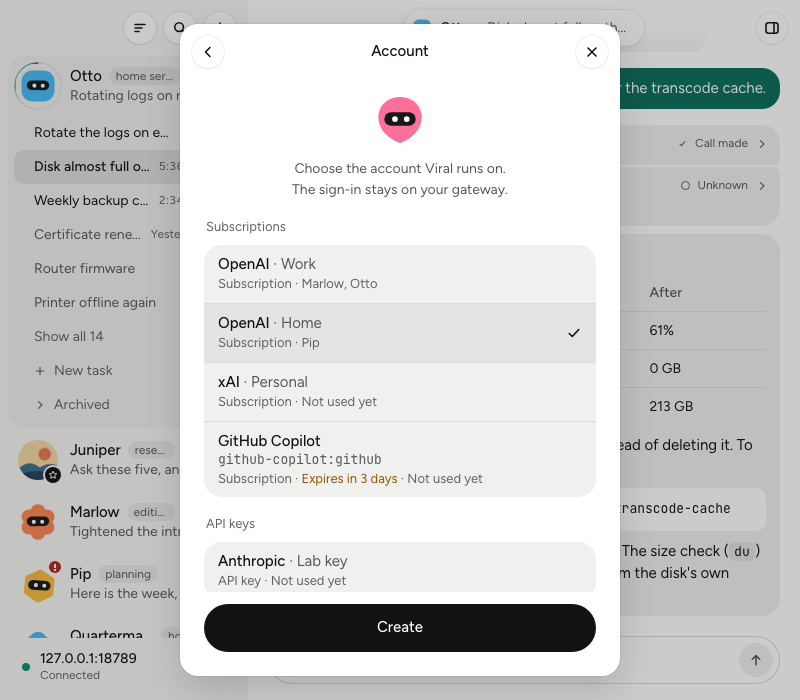 Account
Choose the account Viral runs on.
The sign-in stays on your gateway.
Subscriptions
OpenAI · Work
Subscription · Marlow, Otto
OpenAI · Home
Subscription · Pip
xAI · Personal
Subscription · Not used yet
GitHub Copilot
github-copilot:github
Subscription · Expires in 3 days · Not used yet
API keys
Anthropic · Lab key
API key · Not used yet
Create
Otto home ser...
Rotating logs on
Rotate the logs on e...
Disk almost full o... 5:36
Weekly backup c... 2:34
Certificate rene... Yeste
Router firmware
Printer offline again
Show all 14
+ New task
Archived
Juniper rese...
Ask these five, an
Marlow editi...
Tightened the intr
Pip planning
Here is the week,
Quarterma
127.0.0.1:18789
Connected
the transcode cache.
Call made
Unknown
After
61%
0 GB
213 GB
ead of deleting it. To
transcode-cache
The size check ( du )
m the disk's own